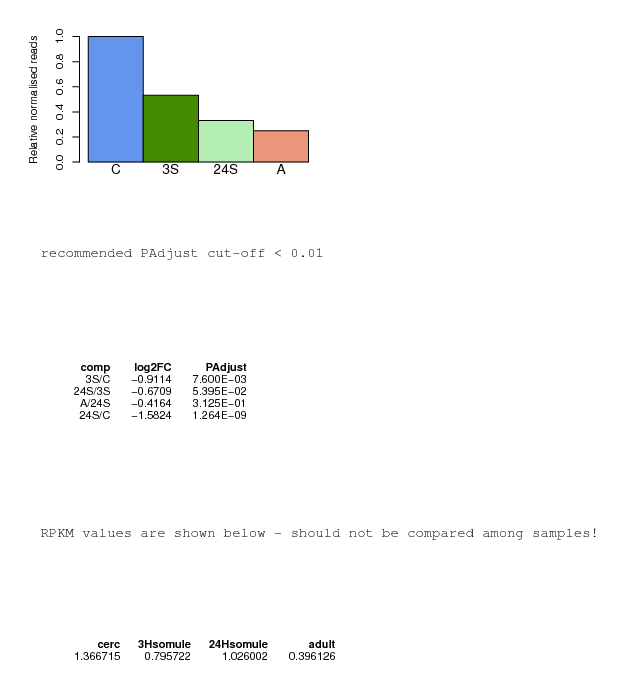 Relative normalised reads
1.0
0.8
0.6
0.4
0.2
0.0
C 3S 24S A
recommended PAdjust cut-off < 0.01
comp log2FC PAdjust
3S/C −0.9114 7.600E−03
24S/3S −0.6709 5.395E−02
A/24S −0.4164 3.125E−01
24S/C −1.5824 1.264E−09
RPKM values are shown below - should not be compared among samples!
cerc 3Hsomule 24Hsomule adult
1.366715 0.795722 1.026002 0.396126